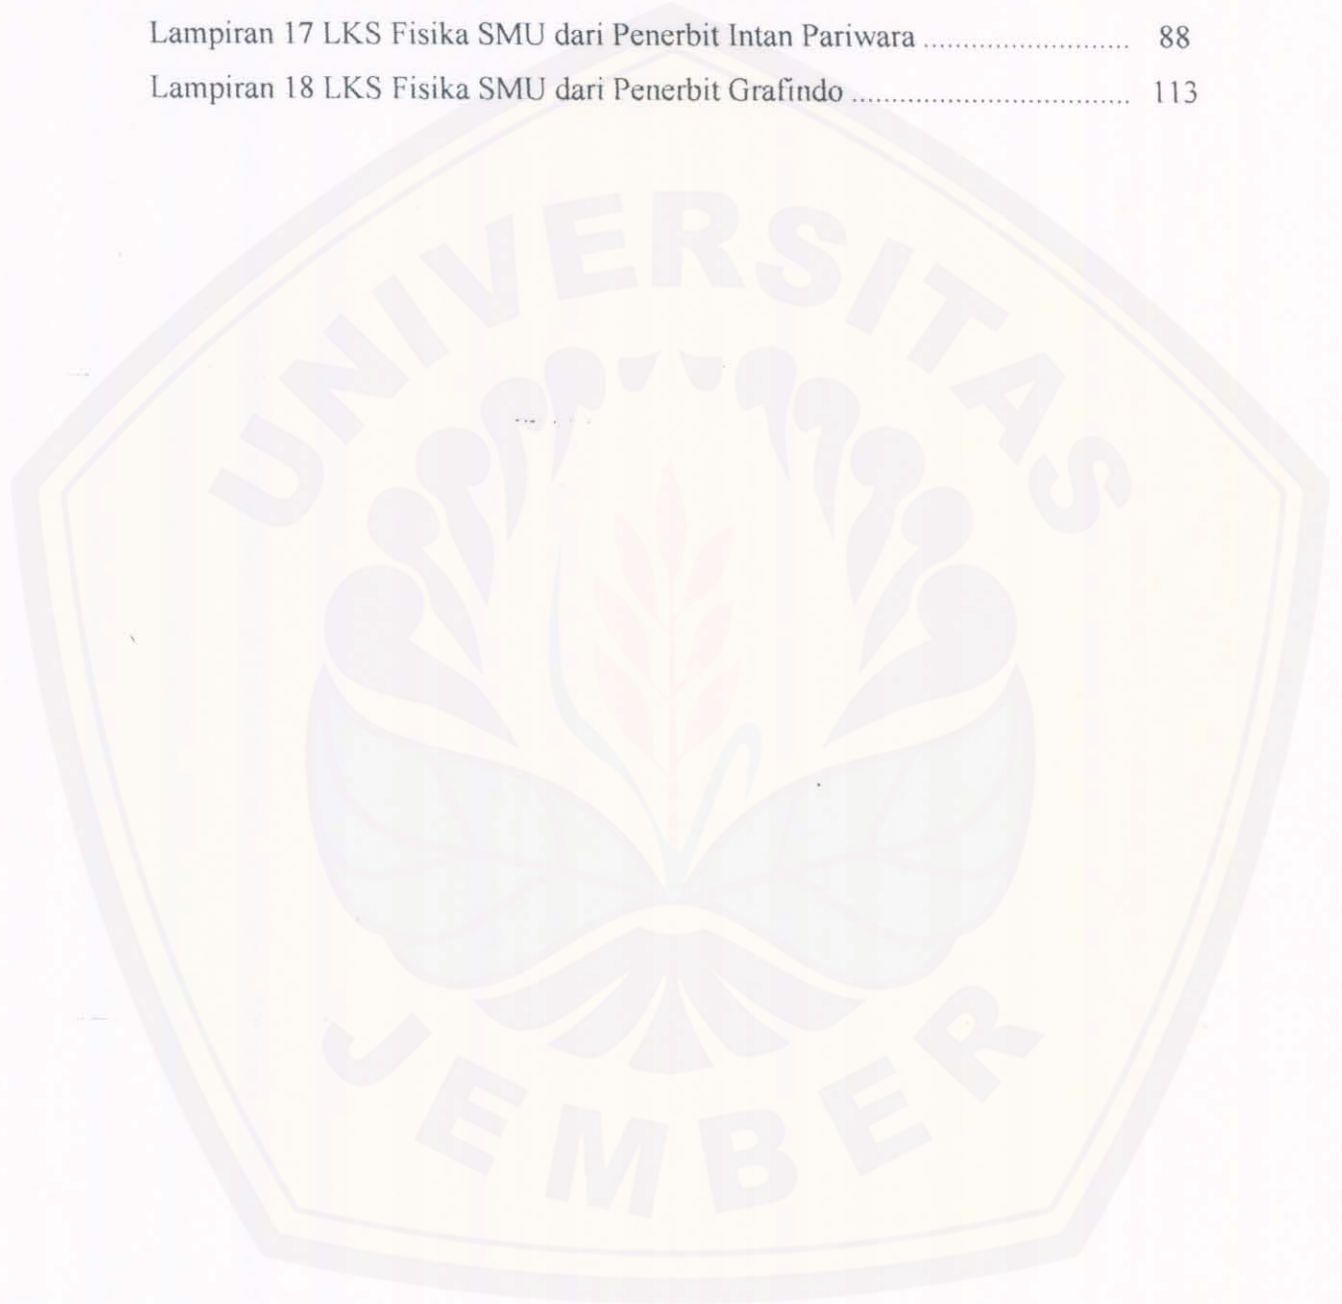 Lampiran 17 LKS Fisika SMU dari Penerbit Intan Pariwara .......................... 88
Lampiran 18 LKS Fisika SMU dari Penerbit Grafindo ................................... 113
UNIVERSITAS
JEMBER